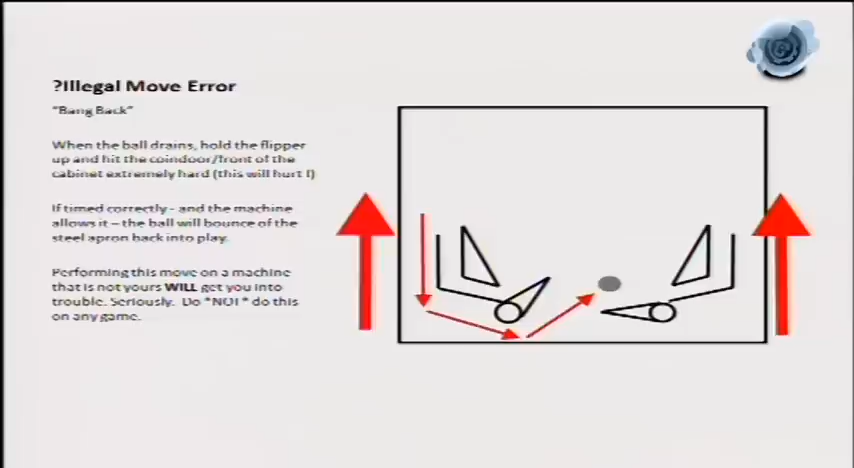 ?Illegal Move Error
"Bang Back"
When the ball drains, hold the flipper
up and hit the coindoor/front of the
cabinet extremely hard (this will hurt !)
If timed correctly - and the machine
allows it – the ball will bounce of the
steel apron back into play.
Performing this move on a machine
that is not yours WILL get you into
trouble. Seriously. Do *NOT* do this
on any game.